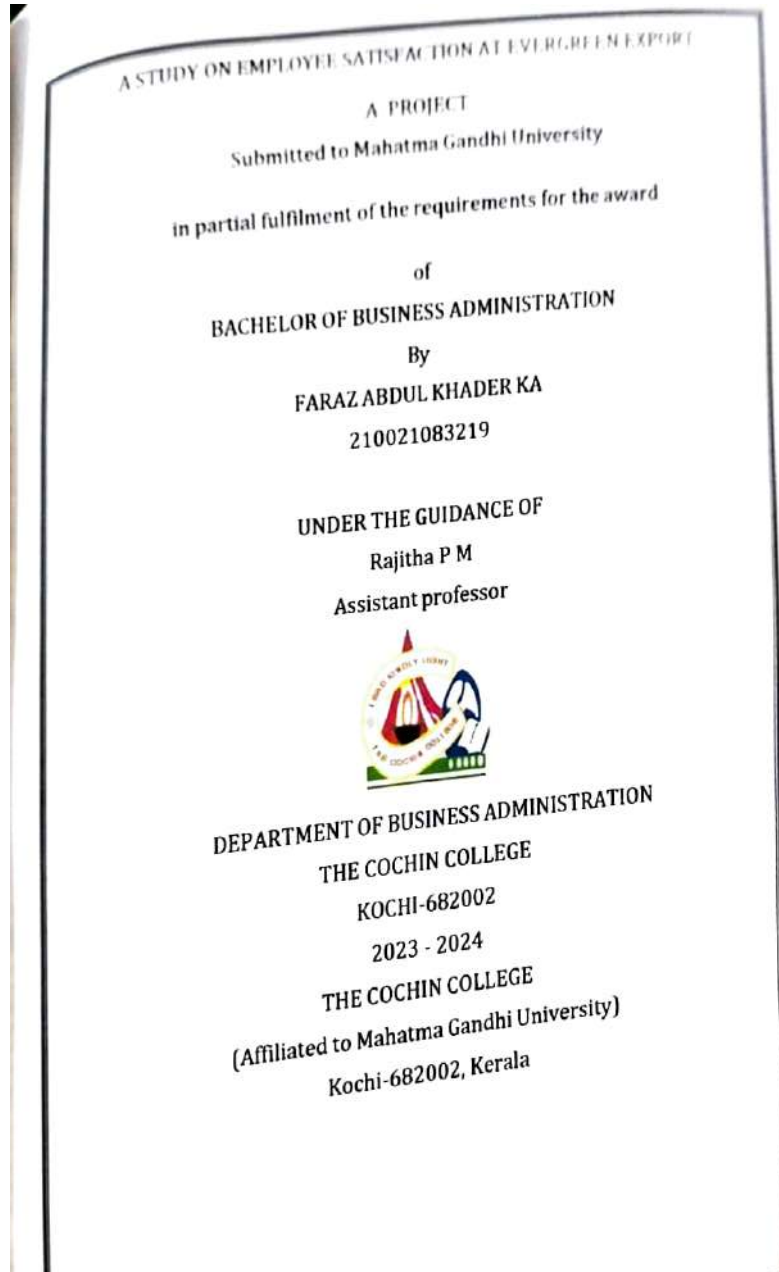 A STUDY ON EMPLOYEE SATISFACTION AT EVERGREEN EXPORT
A PROJECT
Submitted to Mahatma Gandhi University
in partial fulfilment of the requirements for the award
of
BACHELOR OF BUSINESS ADMINISTRATION
By
FARAZ ABDUL KHADER KA
210021083219
UNDER THE GUIDANCE OF
Rajitha P M
Assistant professor
THE COCHIN COLLEGE
DEPARTMENT OF BUSINESS ADMINISTRATION
THE COCHIN COLLEGE
KOCHI-682002
2023 - 2024
THE COCHIN COLLEGE
(Affiliated to Mahatma Gandhi University)
Kochi-682002, Kerala